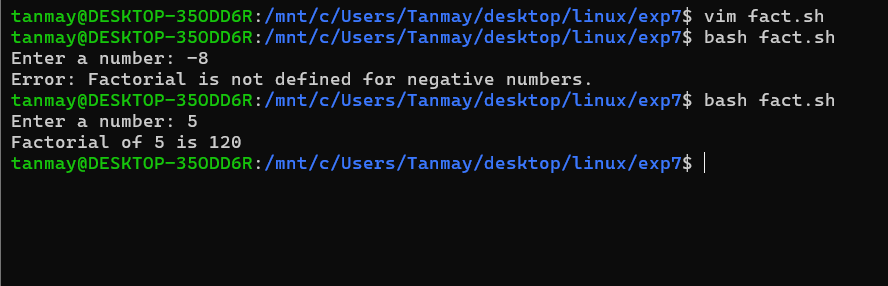 tanmay@DESKTOP-35ODD6R:/mnt/c/Users/Tanmay/desktop/linux/exp7$ vim fact.sh
tanmay@DESKTOP-35ODD6R:/mnt/c/Users/Tanmay/desktop/linux/exp7$ bash fact.sh
Enter a number: -8
Error: Factorial is not defined for negative numbers.
tanmay@DESKTOP-35ODD6R:/mnt/c/Users/Tanmay/desktop/linux/exp7$ bash fact.sh
Enter a number: 5
Factorial of 5 is 120
tanmay@DESKTOP-35ODD6R:/mnt/c/Users/Tanmay/desktop/linux/exp7$